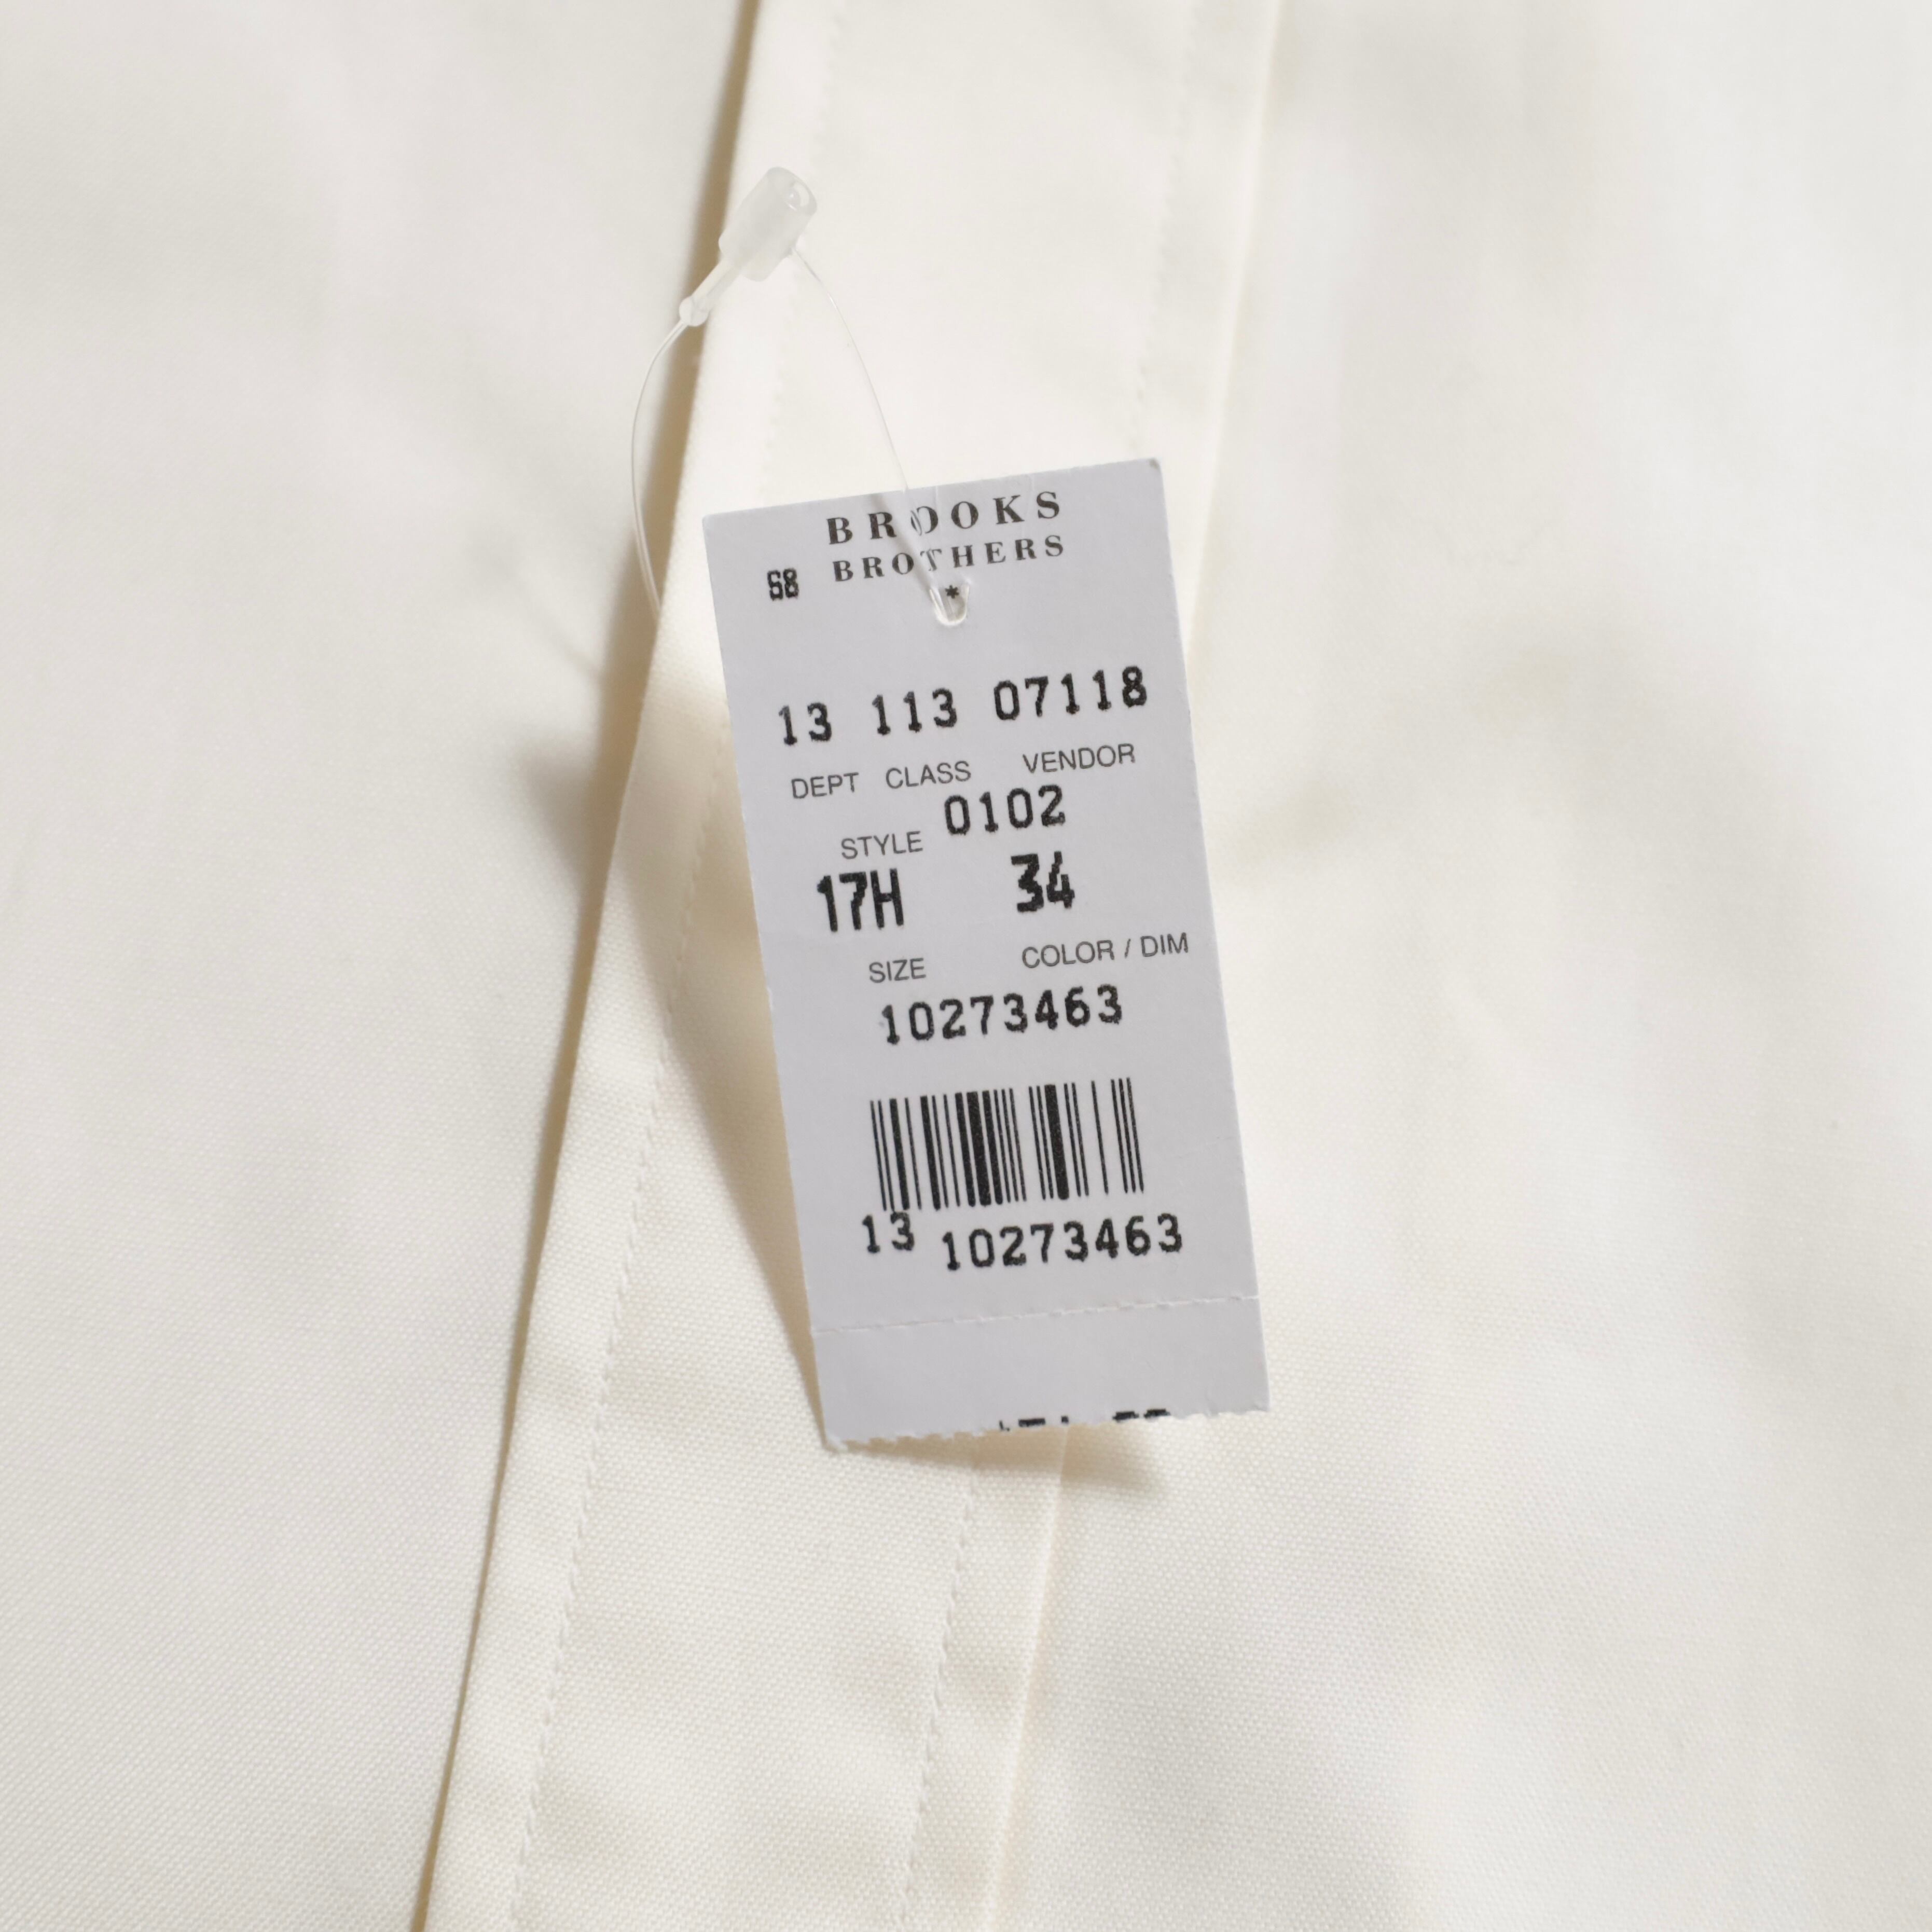 BROOKS
S8 BROTHERS
*
13 113 07118
DEPT CLASS VENDOR
STYLE 0102
17H 34
SIZE COLOR / DIM
10273463
13 10273463